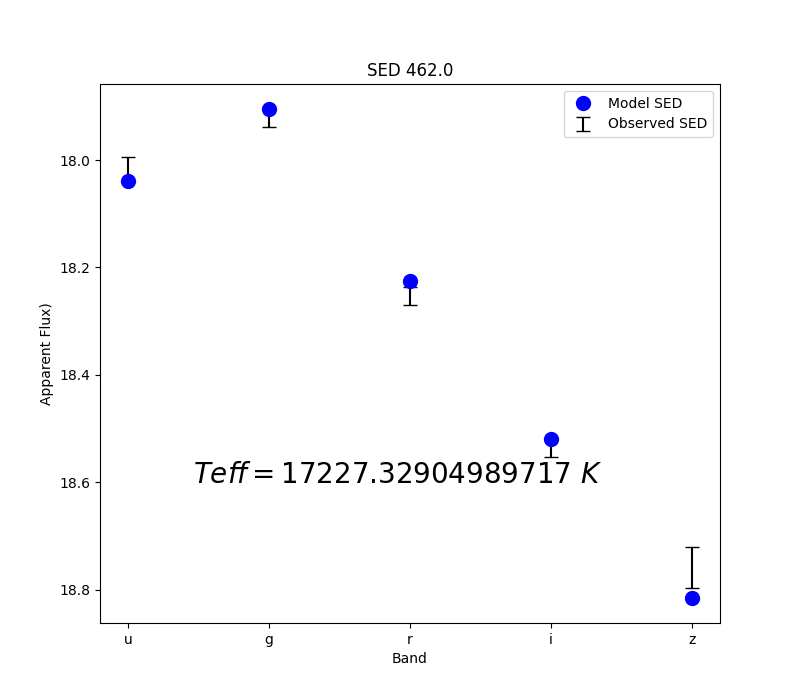 SED 462.0
Model SED
Observed SED
18.0
18.2
18.4
18.6
18.8
Apparent Flux)
Teff = 17227.32904989717 K
u g r i z
Band